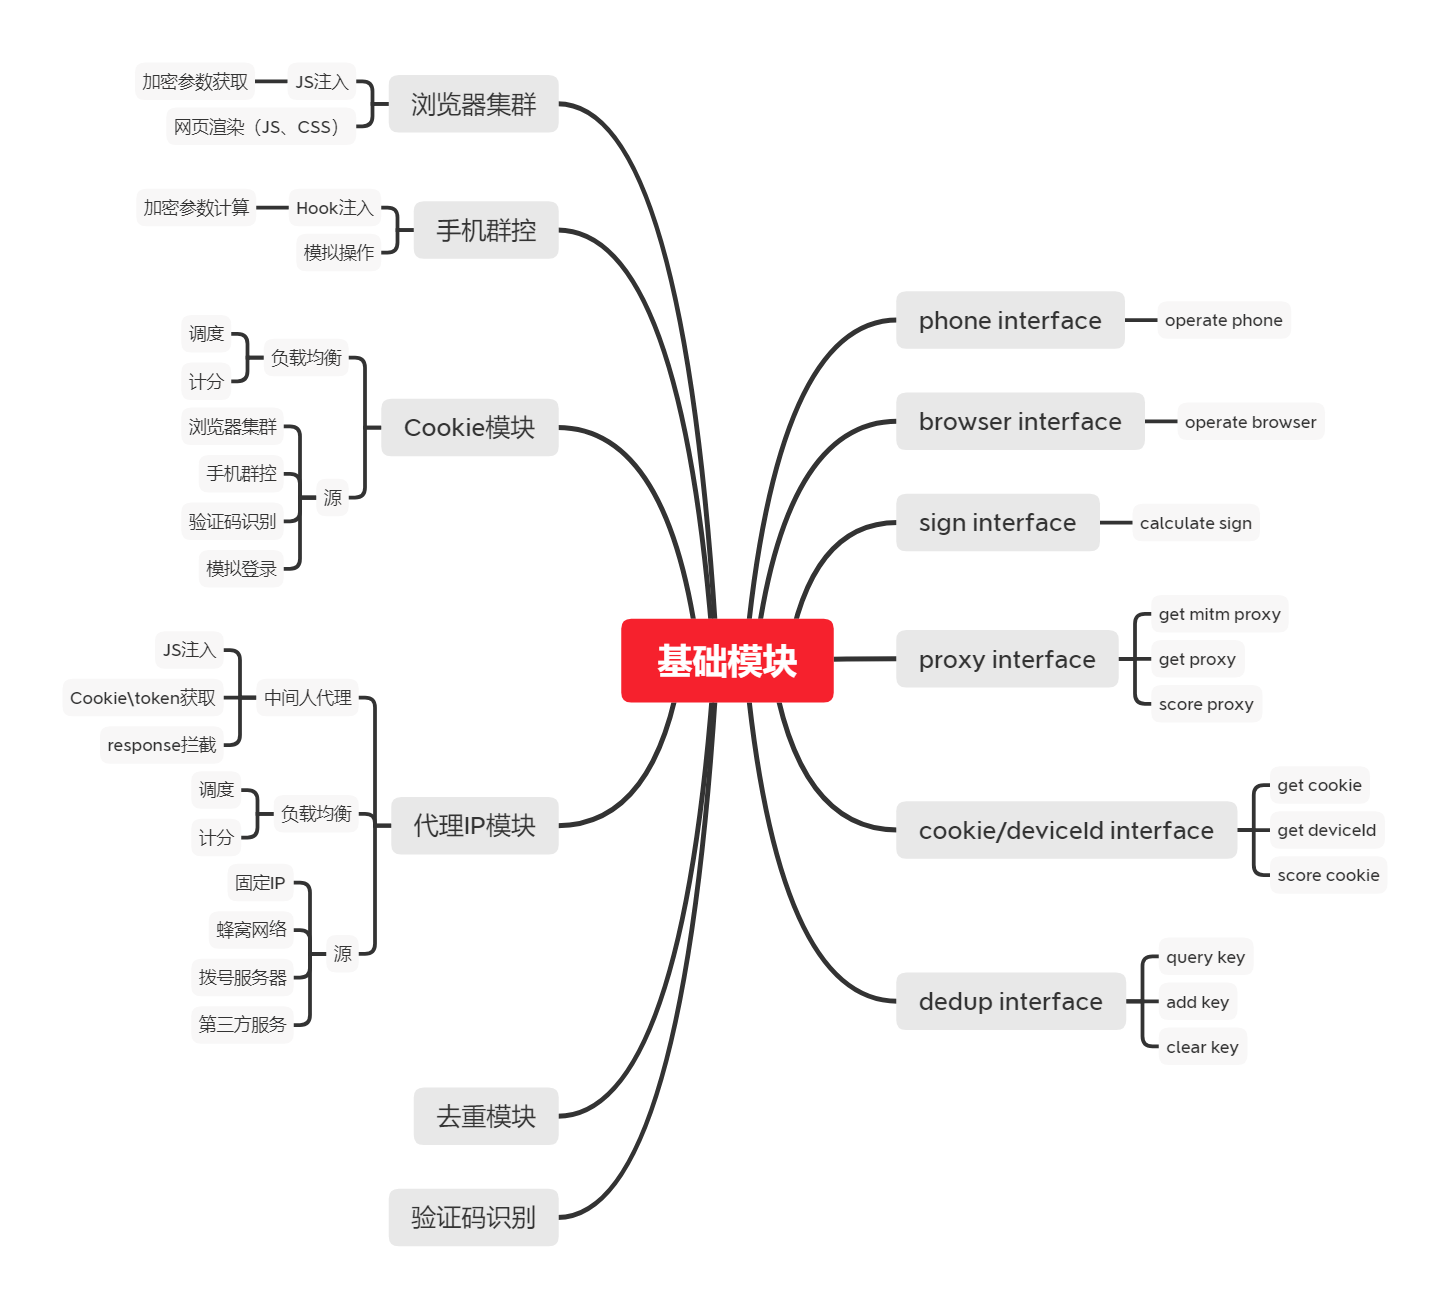 基础模块
浏览器集群
JS注入
加密参数获取
网页渲染（JS、CSS）
手机群控
Hook注入
加密参数计算
模拟操作
Cookie模块
负载均衡
调度
计分
源
浏览器集群
手机群控
验证码识别
模拟登录
代理IP模块
中间人代理
JS注入
Cookie\token获取
response拦截
负载均衡
调度
计分
源
固定IP
蜂窝网络
拨号服务器
第三方服务
去重模块
验证码识别
phone interface
operate phone
browser interface
operate browser
sign interface
calculate sign
proxy interface
get mitm proxy
get proxy
score proxy
cookie/deviceId interface
get cookie
get deviceId
score cookie
dedup interface
query key
add key
clear key